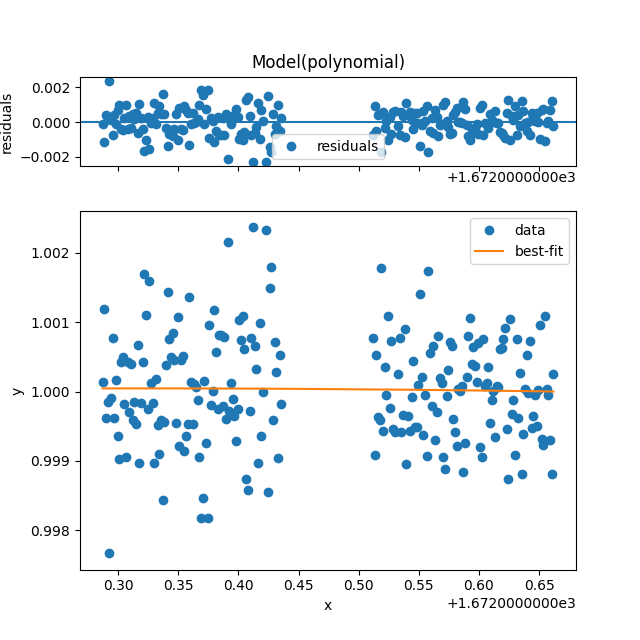 Model(polynomial)
residuals
0.002
0.000
−0.002
residuals
+1.6720000000e3
y
1.002
1.001
1.000
0.999
0.998
data
best-fit
0.30 0.35 0.40 0.45 0.50 0.55 0.60 0.65
x
+1.6720000000e3